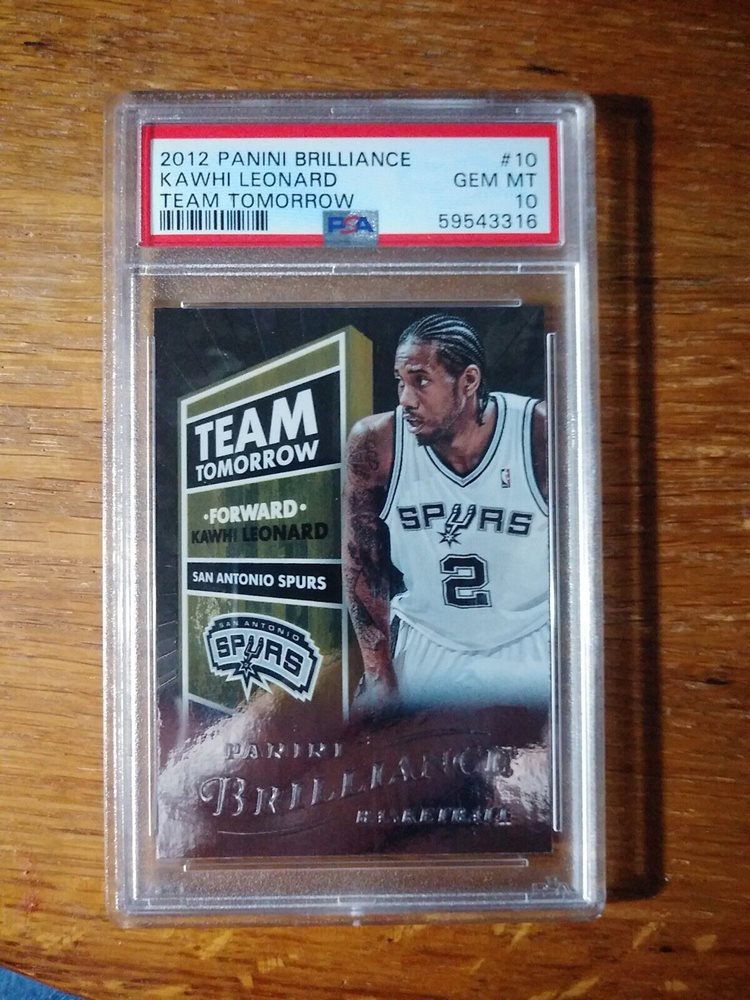 2012 PANINI BRILLIANCE #10
KAWHI LEONARD GEM MT
TEAM TOMORROW 10
PSA 59543316
TEAM
TOMORROW
•FORWARD•
KAWHI LEONARD
SAN ANTONIO SPURS
SAN ANTONIO
SPURS
SPURS
2
PANINI
BRILLIANCE
BASKETBALL